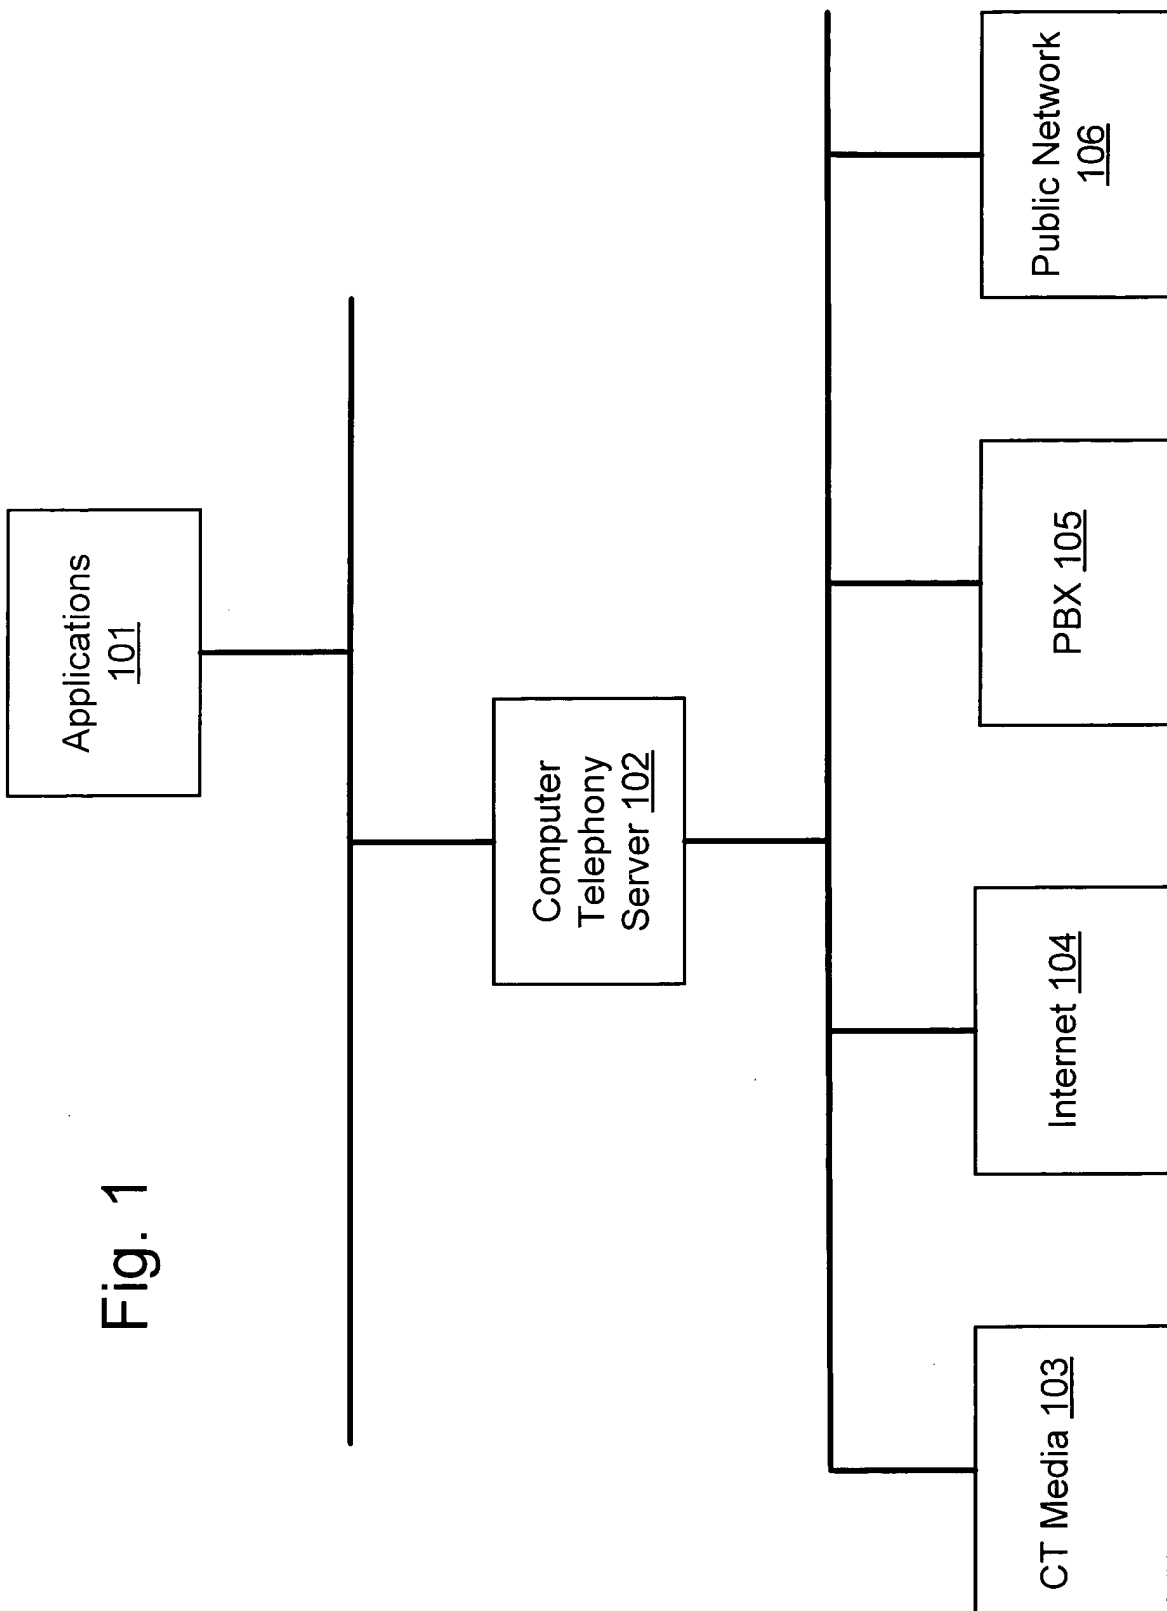 Fig. 1
Applications
101
Computer
Telephony
Server 102
CT Media 103
Internet 104
PBX 105
Public Network
106